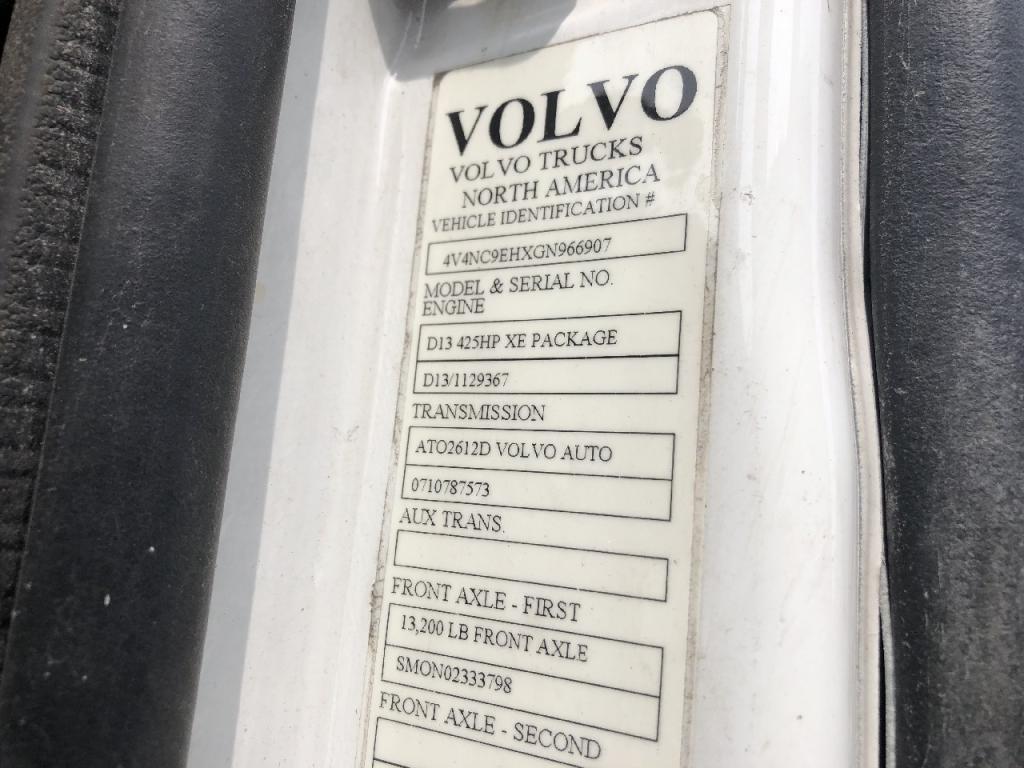 VOLVO
VOLVO TRUCKS
NORTH AMERICA
VEHICLE IDENTIFICATION #
4V4NC9EHXGN966907
MODEL & SERIAL NO.
ENGINE
D13 425HP XE PACKAGE
D13/1129367
TRANSMISSION
ATO2612D VOLVO AUTO
0710787573
AUX TRANS.
FRONT AXLE - FIRST
13,200 LB FRONT AXLE
SMON02333798
FRONT AXLE - SECOND